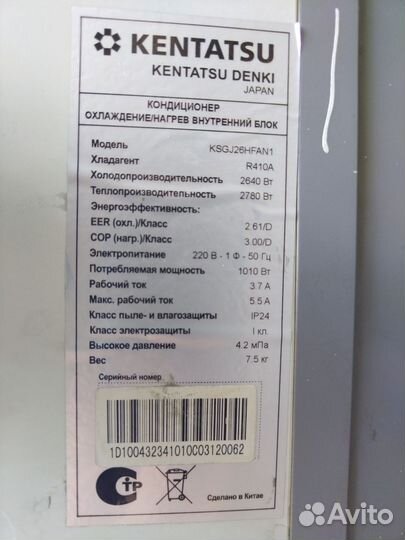 KENTATSU
KENTATSU DENKI
JAPAN
КОНДИЦИОНЕР
ОХЛАЖДЕНИЕ/НАГРЕВ ВНУТРЕННИЙ БЛОК
Модель KSGJ26HFAN1
Хладагент R410A
Холодопроизводительность 2640 Вт
Теплопроизводительность 2780 Вт
Энергоэффективность:
EER (охл.)/Класс 2.61/D
COP (нагр.)/Класс 3.00/D
Электропитание 220 В - 1 Ф - 50 Гц
Потребляемая мощность 1010 Вт
Рабочий ток 3.7 А
Макс. рабочий ток 5.5 А
Класс пыле- и влагозащиты IP24
Класс электрозащиты I кл.
Высокое давление 4.2 мПа
Вес 7.5 кг
Серийный номер
1D100432341010C03120062
Сделано в Китае
Avito